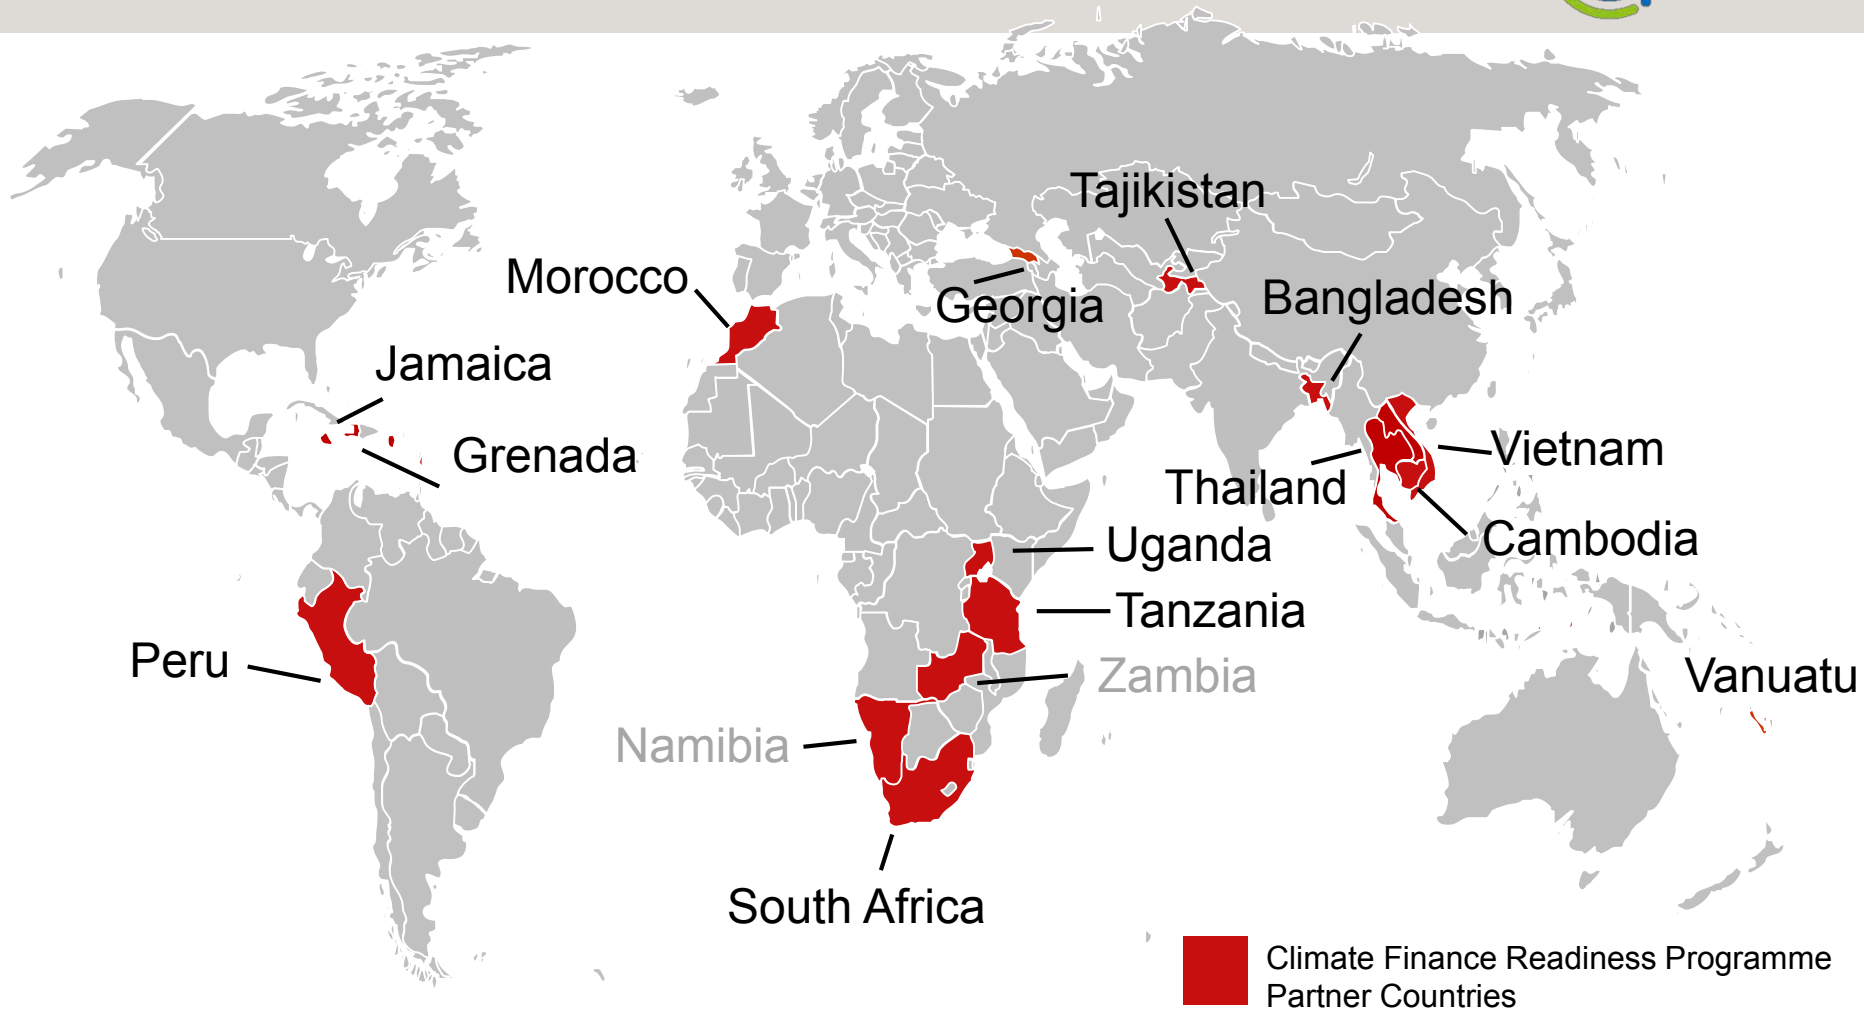 Tajikistan
Morocco
Georgia
Bangladesh
Jamaica
Grenada
Vietnam
Thailand
Cambodia
Uganda
Tanzania
Peru
Zambia
Vanuatu
Namibia
South Africa
Climate Finance Readiness Programme
Partner Countries